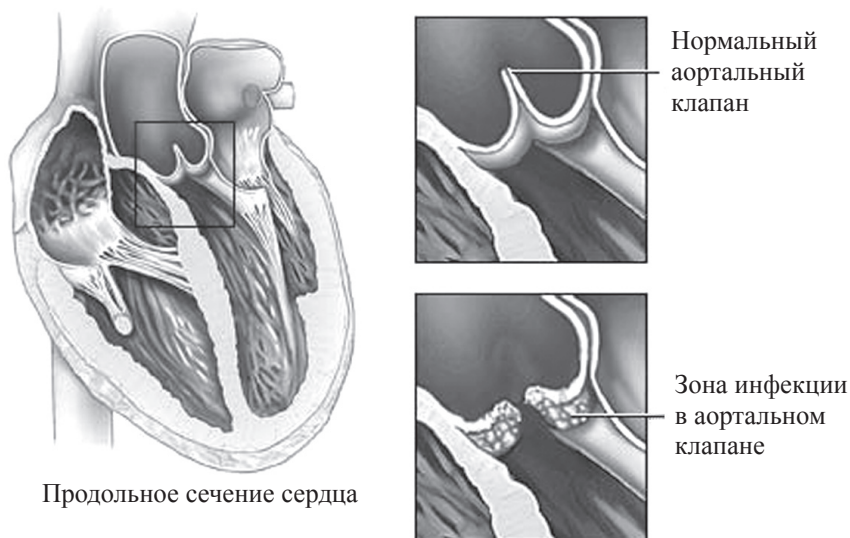 Нормальный
аортальный
клапан
Зона инфекции
в аортальном
клапане
Продольное сечение сердца